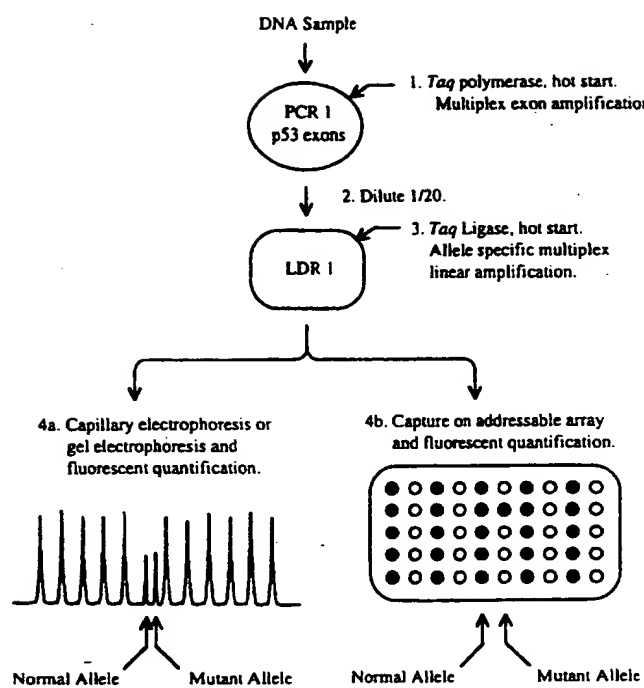 DNA Sample
1. Taq polymerase, hot start.
Multiplex exon amplification
PCR 1
p53 exons
2. Dilute 1/20.
3. Taq Ligase, hot start.
Allele specific multiplex
linear amplification.
LDR 1
4a. Capillary electrophoresis or
gel electrophoresis and
fluorescent quantification.
4b. Capture on addressable array
and fluorescent quantification.
Normal Allele
Mutant Allele
Normal Allele
Mutant Allele